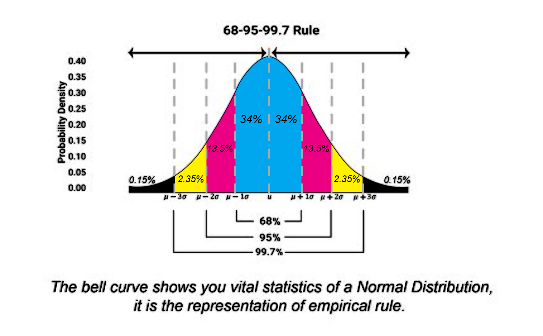 68-95-99.7 Rule
Probability Density
0.40
0.35
0.30
0.25
0.20
0.15
0.10
0.05
0.00
34% 34%
13.5% 13.5%
0.15% 2.35% 2.35% 0.15%
μ-3σ μ-2σ μ-1σ u μ+1σ μ+2σ μ+3σ
68%
95%
99.7%
The bell curve shows you vital statistics of a Normal Distribution,
it is the representation of empirical rule.